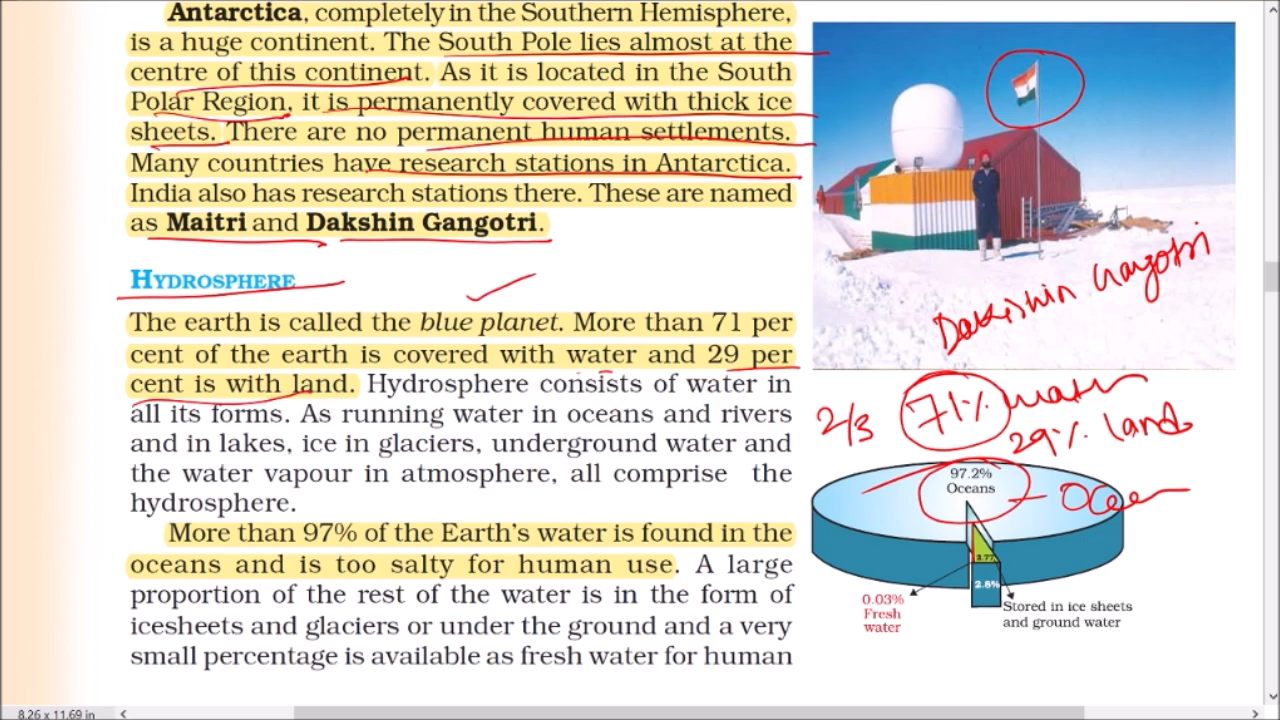 Antarctica, completely in the Southern Hemisphere,
is a huge continent. The South Pole lies almost at the
centre of this continent. As it is located in the South
Polar Region, it is permanently covered with thick ice
sheets. There are no permanent human settlements.
Many countries have research stations in Antarctica.
India also has research stations there. These are named
as Maitri and Dakshin Gangotri.
HYDROSPHERE
The earth is called the blue planet. More than 71 per
cent of the earth is covered with water and 29 per
cent is with land. Hydrosphere consists of water in
all its forms. As running water in oceans and rivers
and in lakes, ice in glaciers, underground water and
the water vapour in atmosphere, all comprise the
hydrosphere.
More than 97% of the Earth's water is found in the
oceans and is too salty for human use. A large
proportion of the rest of the water is in the form of
icesheets and glaciers or under the ground and a very
small percentage is available as fresh water for human
Dakshin Gangotri
2/3 71% water
29% land
97.2%
Oceans
Ocean
2.8%
0.03%
Fresh
water
Stored in ice sheets
and ground water
8.26 x 11.69 in